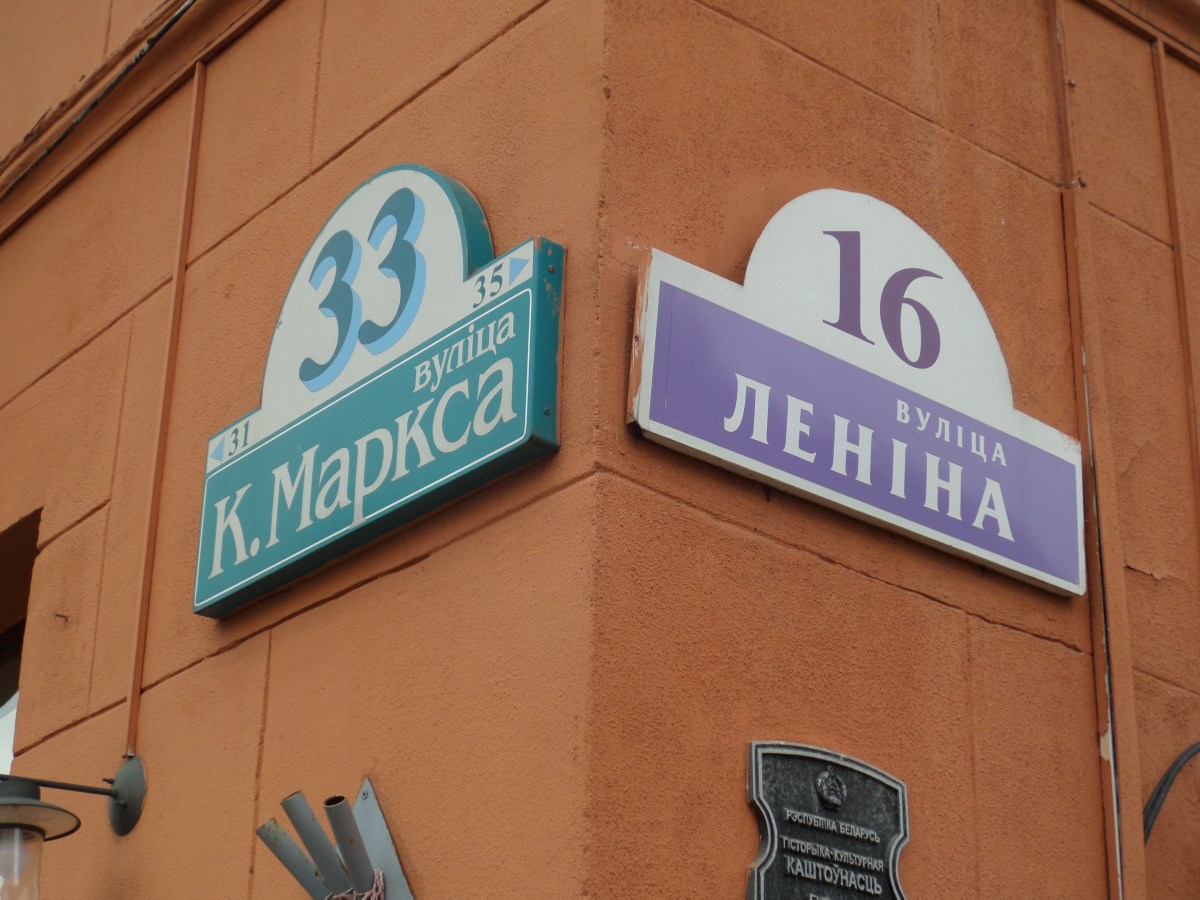 33
31
35
вуліца
К. Маркса
16
ВУЛІЦА
ЛЕНІНА
РЭСПУБЛІКА БЕЛАРУСЬ
ГІСТОРЫКА-КУЛЬТУРНАЯ
КАШТОЎНАСЦЬ